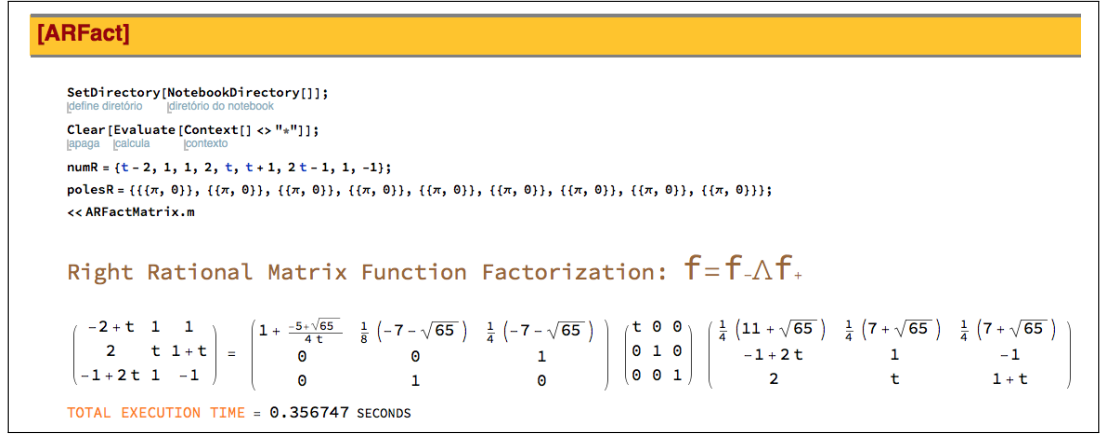 [ARFact]
SetDirectory[NotebookDirectory[]];
define diretório diretório do notebook
Clear[Evaluate[Context[] <> "*"]];
apaga calcula contexto
numR = {t - 2, 1, 1, 2, t, t + 1, 2 t - 1, 1, -1};
polesR = {{{π, 0}}, {{π, 0}}, {{π, 0}}, {{π, 0}}, {{π, 0}}, {{π, 0}}, {{π, 0}}, {{π, 0}}, {{π, 0}}};
<< ARFactMatrix.m
Right Rational Matrix Function Factorization: f=f₋Λf₊
( -2 + t 1 1 ) = ( 1 + (-5+√65)/(4 t) 1/8 (-7 - √65) 1/4 (-7 - √65) ) ( t 0 0 ) ( 1/4 (11 + √65) 1/4 (7 + √65) 1/4 (7 + √65) )
( 2 t 1 + t ) ( 0 0 1 ) ( 0 1 0 ) ( -1 + 2 t 1 -1 )
( -1 + 2 t 1 -1 ) ( 0 1 0 ) ( 0 0 1 ) ( 2 t 1 + t )
TOTAL EXECUTION TIME = 0.356747 SECONDS